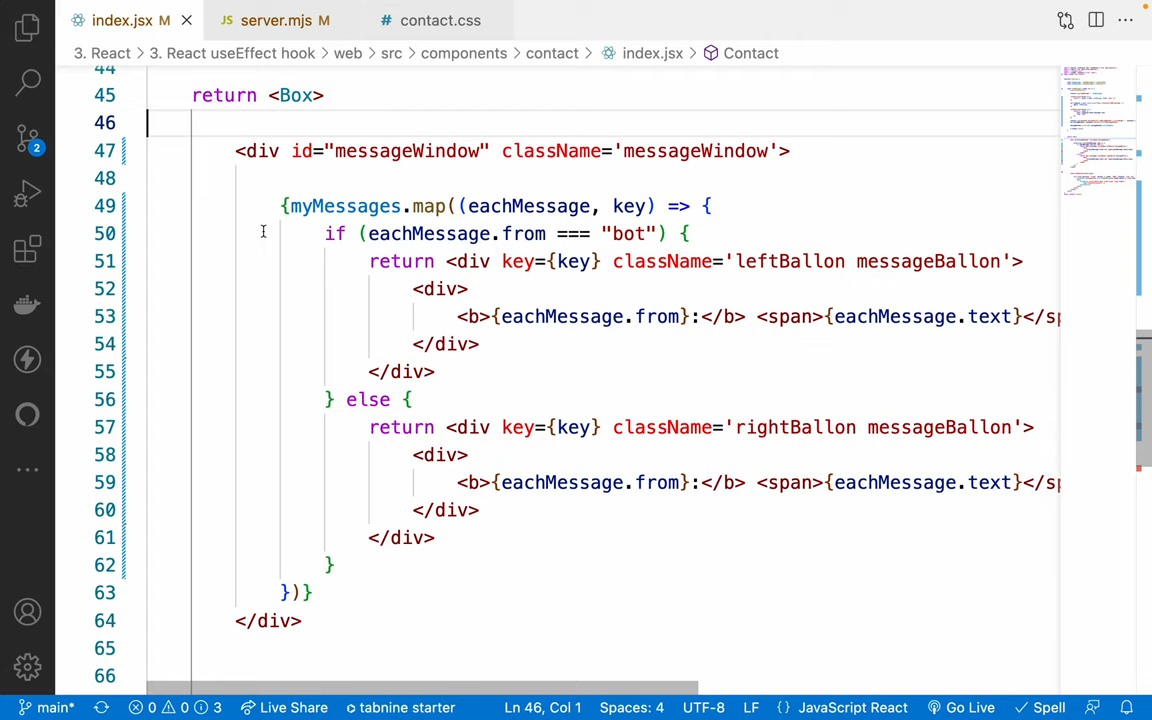 index.jsx M
JS server.mjs M
# contact.css
3. React > 3. React useEffect hook > web > src > components > contact > index.jsx > Contact
44
45 return <Box>
46
47 <div id="messageWindow" className='messageWindow'>
48
49 {myMessages.map((eachMessage, key) => {
50 if (eachMessage.from === "bot") {
51 return <div key={key} className='leftBallon messageBallon'>
52 <div>
53 <b>{eachMessage.from}:</b> <span>{eachMessage.text}</sp
54 </div>
55 </div>
56 } else {
57 return <div key={key} className='rightBallon messageBallon'>
58 <div>
59 <b>{eachMessage.from}:</b> <span>{eachMessage.text}</sp
60 </div>
61 </div>
62 }
63 })}
64 </div>
65
66
2
main* 0 0 3 Live Share tabnine starter Ln 46, Col 1 Spaces: 4 UTF-8 LF {} JavaScript React Go Live Spell